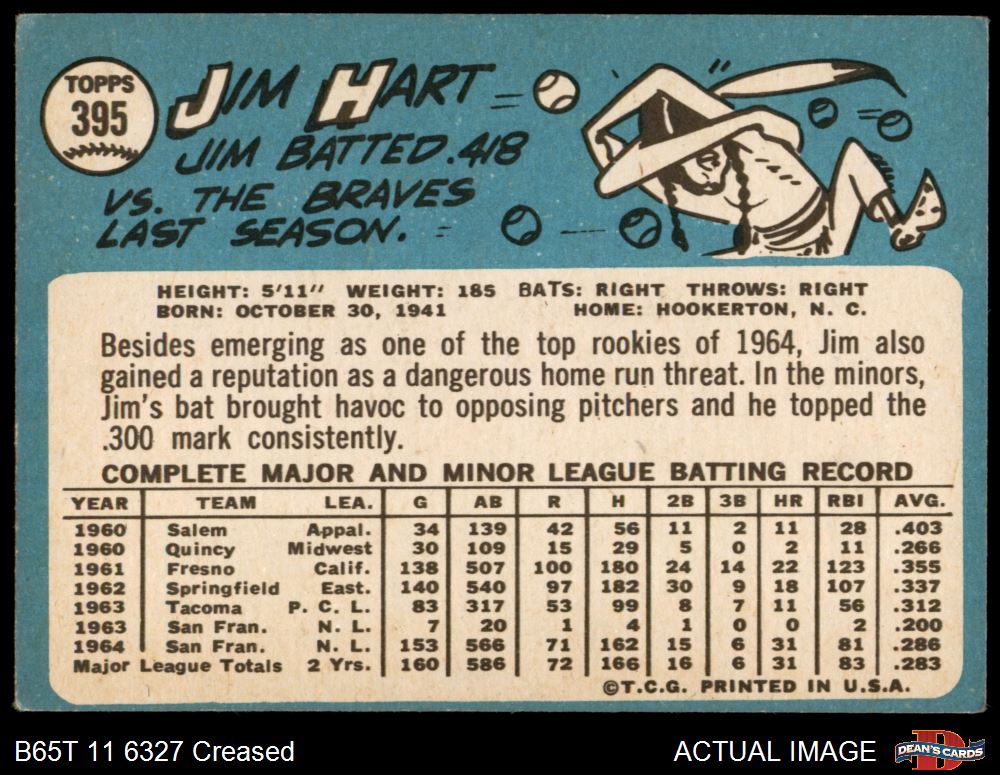 TOPPS
395
JIM HART
JIM BATTED .418
VS. THE BRAVES
LAST SEASON.
HEIGHT: 5'11" WEIGHT: 185 BATS: RIGHT THROWS: RIGHT
BORN: OCTOBER 30, 1941 HOME: HOOKERTON, N. C.
Besides emerging as one of the top rookies of 1964, Jim also
gained a reputation as a dangerous home run threat. In the minors,
Jim's bat brought havoc to opposing pitchers and he topped the
.300 mark consistently.
COMPLETE MAJOR AND MINOR LEAGUE BATTING RECORD
YEAR TEAM LEA. G AB R H 2B 3B HR RBI AVG.
1960 Salem Appal. 34 139 42 56 11 2 11 28 .403
1960 Quincy Midwest 30 109 15 29 5 0 2 11 .266
1961 Fresno Calif. 138 507 100 180 24 14 22 123 .355
1962 Springfield East. 140 540 97 182 30 9 18 107 .337
1963 Tacoma P. C. L. 83 317 53 99 8 7 11 56 .312
1963 San Fran. N. L. 7 20 1 4 1 0 0 2 .200
1964 San Fran. N. L. 153 566 71 162 15 6 31 81 .286
Major League Totals 2 Yrs. 160 586 72 166 16 6 31 83 .283
©T.C.G. PRINTED IN U.S.A.
B65T 11 6327 Creased ACTUAL IMAGE
D
DEAN'S CARDS